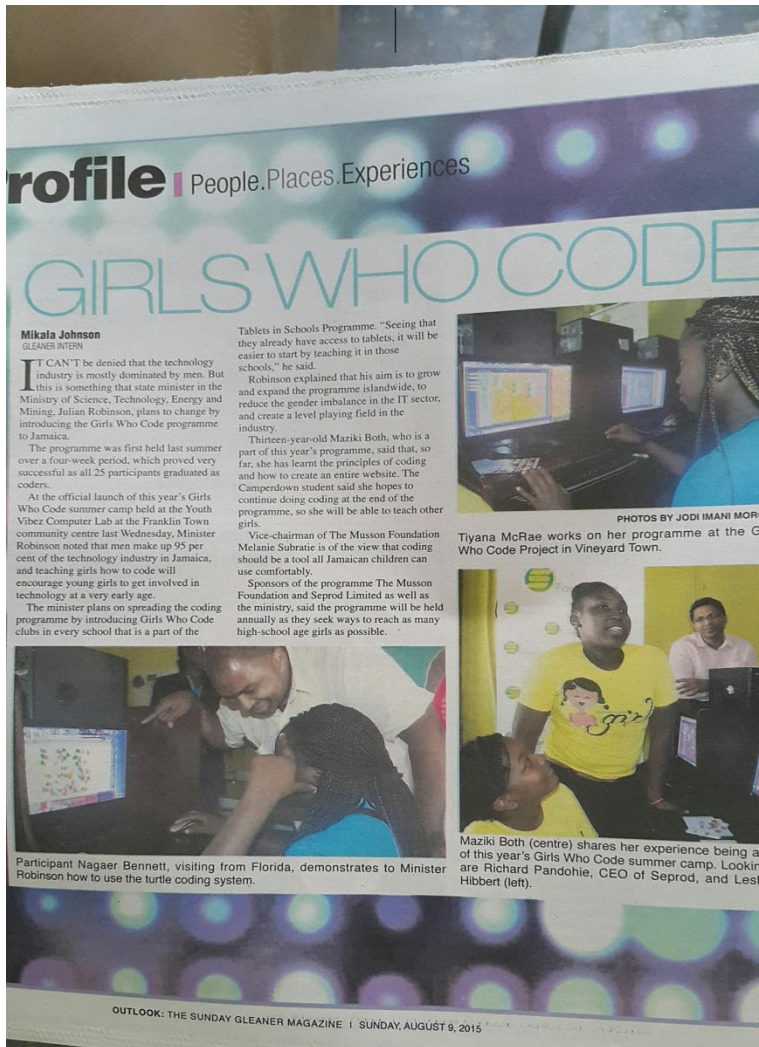 rofile
People.Places.Experiences
GIRLS WHO CODE
Mikala Johnson
GLEANER INTERN
IT CAN'T be denied that the technology
industry is mostly dominated by men. But
this is something that state minister in the
Ministry of Science, Technology, Energy and
Mining, Julian Robinson, plans to change by
introducing the Girls Who Code programme
to Jamaica.
The programme was first held last summer
over a four-week period, which proved very
successful as all 25 participants graduated as
coders.
At the official launch of this year's Girls
Who Code summer camp held at the Youth
Vibez Computer Lab at the Franklin Town
community centre last Wednesday, Minister
Robinson noted that men make up 95 per
cent of the technology industry in Jamaica,
and teaching girls how to code will
encourage young girls to get involved in
technology at a very early age.
The minister plans on spreading the coding
programme by introducing Girls Who Code
clubs in every school that is a part of the
Tablets in Schools Programme. "Seeing that
they already have access to tablets, it will be
easier to start by teaching it in those
schools," he said.
Robinson explained that his aim is to grow
and expand the programme islandwide, to
reduce the gender imbalance in the IT sector,
and create a level playing field in the
industry.
Thirteen-year-old Maziki Both, who is a
part of this year's programme, said that, so
far, she has learnt the principles of coding
and how to create an entire website. The
Camperdown student said she hopes to
continue doing coding at the end of the
programme, so she will be able to teach other
girls.
Vice-chairman of The Musson Foundation
Melanie Subratie is of the view that coding
should be a tool all Jamaican children can
use comfortably.
Sponsors of the programme The Musson
Foundation and Seprod Limited as well as
the ministry, said the programme will be held
annually as they seek ways to reach as many
high-school age girls as possible.
PHOTOS BY JODI IMANI MOR
Tiyana McRae works on her programme at the G
Who Code Project in Vineyard Town.
girl
Participant Nagaer Bennett, visiting from Florida, demonstrates to Minister
Robinson how to use the turtle coding system.
Maziki Both (centre) shares her experience being a
of this year's Girls Who Code summer camp. Lookin
are Richard Pandohie, CEO of Seprod, and Lesl
Hibbert (left).
OUTLOOK: THE SUNDAY GLEANER MAGAZINE | SUNDAY, AUGUST 9, 2015